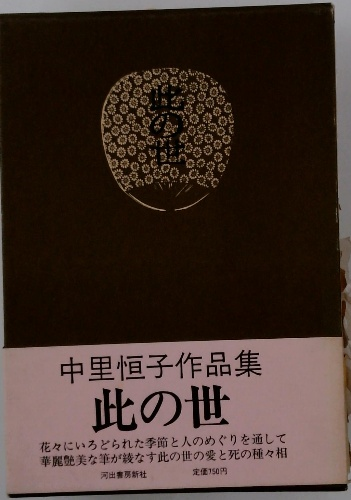 此の世
中里恒子作品集
此の世
花々にいろどられた季節と人のめぐりを通して
華麗艶美な筆が綾なす此の世の愛と死の種々相
河出書房新社 定価750円